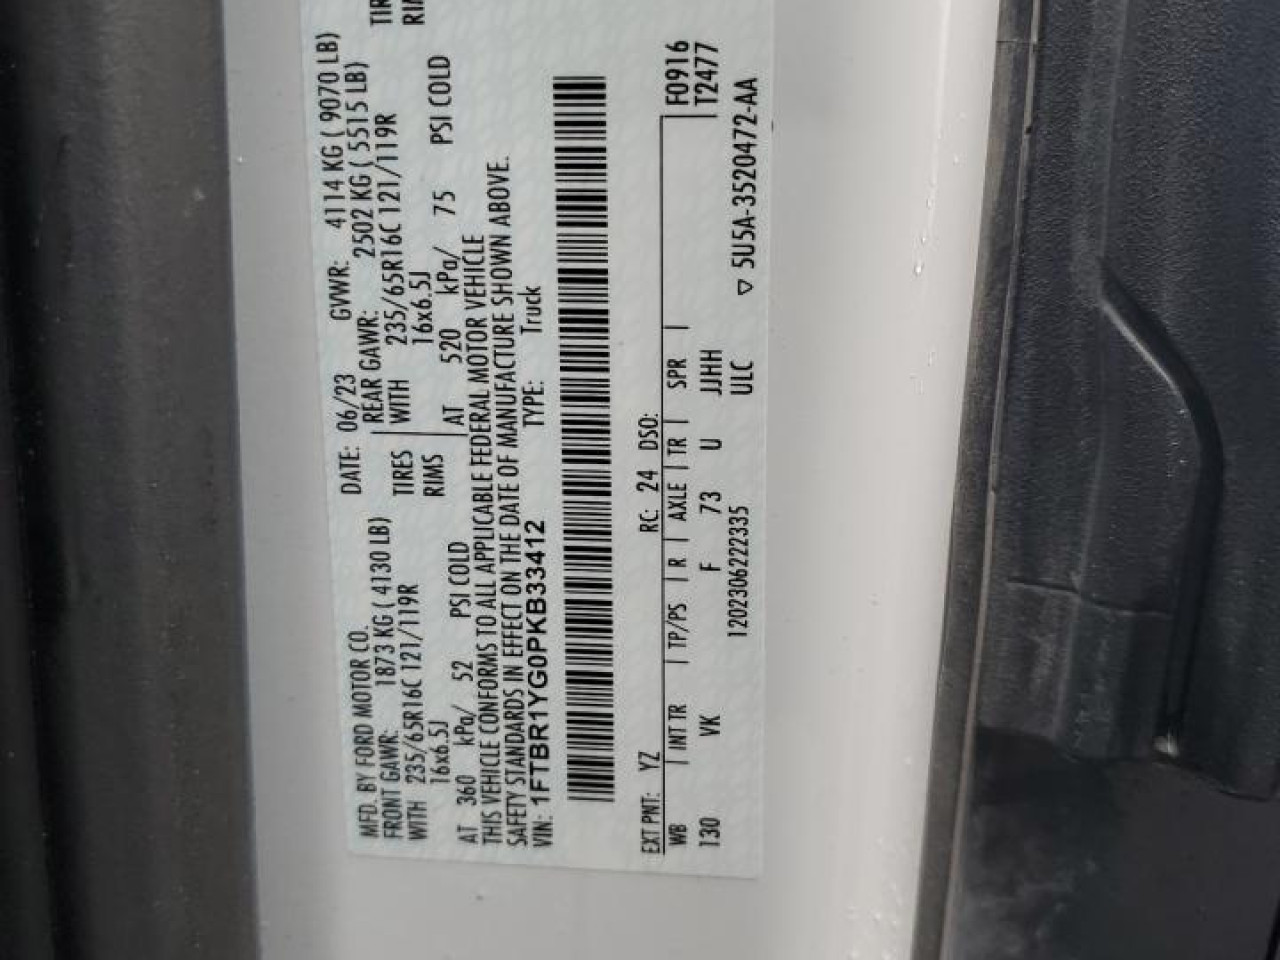 MFD. BY FORD MOTOR CO. DATE: 06/23 GVWR: 4114 KG ( 9070 LB)
FRONT GAWR: 1873 KG ( 4130 LB) REAR GAWR: 2502 KG ( 5515 LB)
WITH 235/65R16C 121/119R TIRES WITH 235/65R16C 121/119R TIR
16x6.5J RIMS 16x6.5J RI
AT 360 kPa/ 52 PSI COLD AT 520 kPa/ 75 PSI COLD
THIS VEHICLE CONFORMS TO ALL APPLICABLE FEDERAL MOTOR VEHICLE
SAFETY STANDARDS IN EFFECT ON THE DATE OF MANUFACTURE SHOWN ABOVE.
VIN: 1FTBR1YG0PKB33412 TYPE: Truck
EXT PNT: YZ RC: 24 DSO:
WB | INT TR | TP/PS | R | AXLE | TR | SPR | F0916
130 VK F 73 U JJHH T2477
1202306222335 ULC ▽ 5U5A-3520472-AA